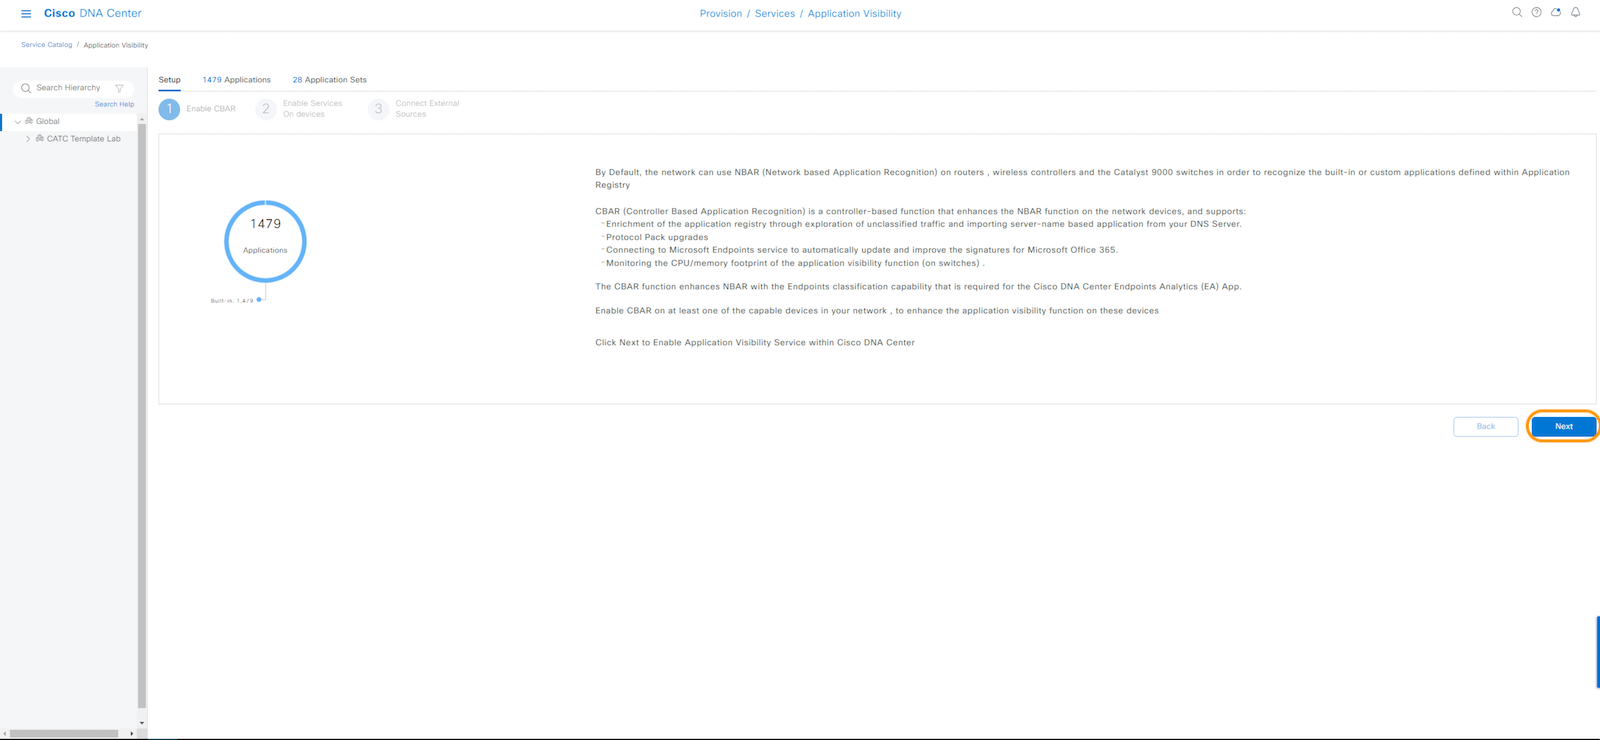 Cisco DNA Center
Provision / Services / Application Visibility
Service Catalog / Application Visibility
Search Hierarchy
Search Help
Global
CATC Template Lab
Setup
1479 Applications
28 Application Sets
1 Enable CBAR
2 Enable Services
On devices
3 Connect External
Sources
1479
Applications
Built-in: 1,479
By Default, the network can use NBAR (Network based Application Recognition) on routers , wireless controllers and the Catalyst 9000 switches in order to recognize the built-in or custom applications defined within Application
Registry
CBAR (Controller Based Application Recognition) is a controller-based function that enhances the NBAR function on the network devices, and supports:
-Enrichment of the application registry through exploration of unclassified traffic and importing server-name based application from your DNS Server.
-Protocol Pack upgrades
-Connecting to Microsoft Endpoints service to automatically update and improve the signatures for Microsoft Office 365.
-Monitoring the CPU/memory footprint of the application visibility function (on switches) .
The CBAR function enhances NBAR with the Endpoints classification capability that is required for the Cisco DNA Center Endpoints Analytics (EA) App.
Enable CBAR on at least one of the capable devices in your network , to enhance the application visibility function on these devices
Click Next to Enable Application Visibility Service within Cisco DNA Center
Back
Next